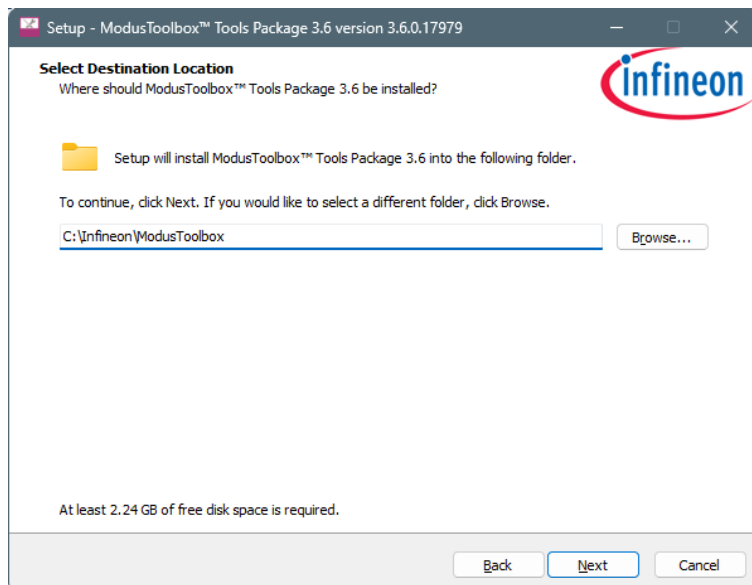 Setup - ModusToolbox™ Tools Package 3.6 version 3.6.0.17979
Select Destination Location
Where should ModusToolbox™ Tools Package 3.6 be installed?
infineon
Setup will install ModusToolbox™ Tools Package 3.6 into the following folder.
To continue, click Next. If you would like to select a different folder, click Browse.
C:\Infineon\ModusToolbox
Browse...
At least 2.24 GB of free disk space is required.
Back Next Cancel